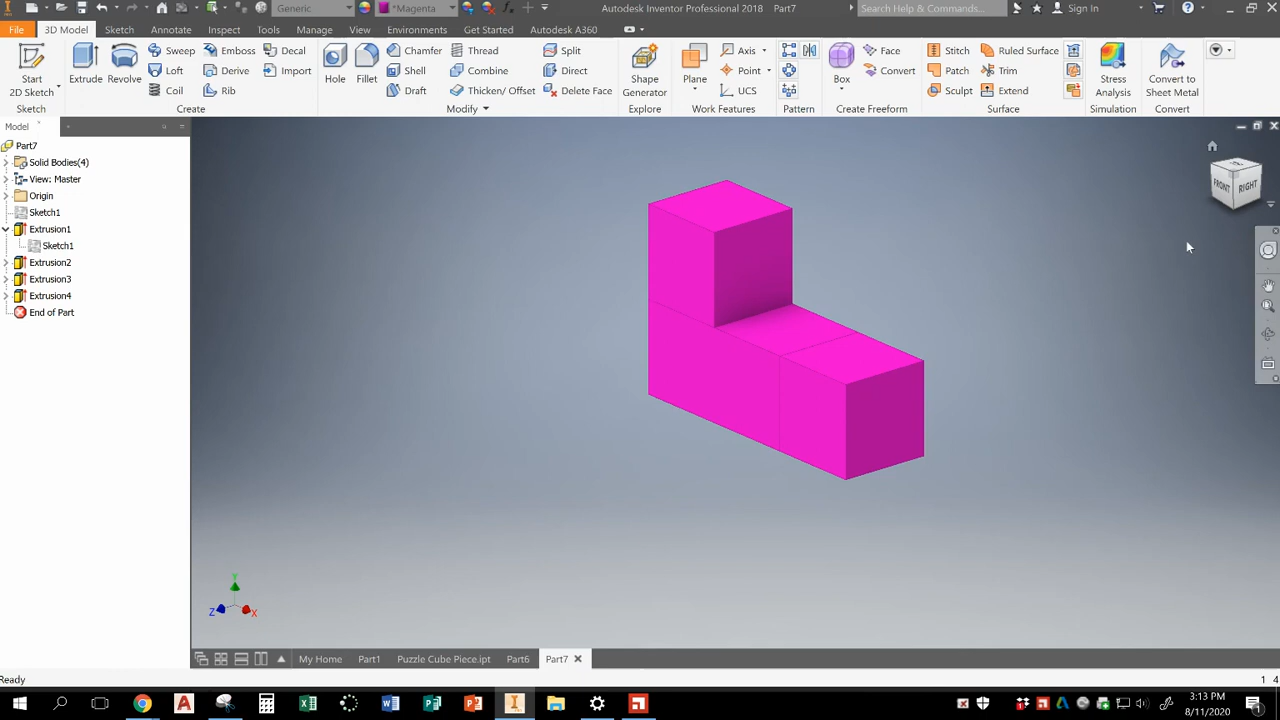 Generic
*Magenta
Autodesk Inventor Professional 2018 Part7
Search Help & Commands...
Sign In
File 3D Model Sketch Annotate Inspect Tools Manage View Environments Get Started Autodesk A360
Start
2D Sketch
Sketch
Extrude
Revolve
Sweep
Loft
Coil
Emboss
Derive
Rib
Decal
Import
Create
Hole
Fillet
Chamfer
Shell
Draft
Thread
Combine
Thicken/ Offset
Split
Direct
Delete Face
Modify
Shape
Generator
Explore
Plane
Axis
Point
UCS
Work Features
Pattern
Box
Face
Convert
Create Freeform
Stitch
Patch
Sculpt
Ruled Surface
Trim
Extend
Surface
Stress
Analysis
Simulation
Convert to
Sheet Metal
Convert
Model
Part7
Solid Bodies(4)
View: Master
Origin
Sketch1
Extrusion1
Sketch1
Extrusion2
Extrusion3
Extrusion4
End of Part
FRONT RIGHT
Y
Z X
My Home Part1 Puzzle Cube Piece.ipt Part6 Part7
Ready
1 4
3:13 PM
8/11/2020